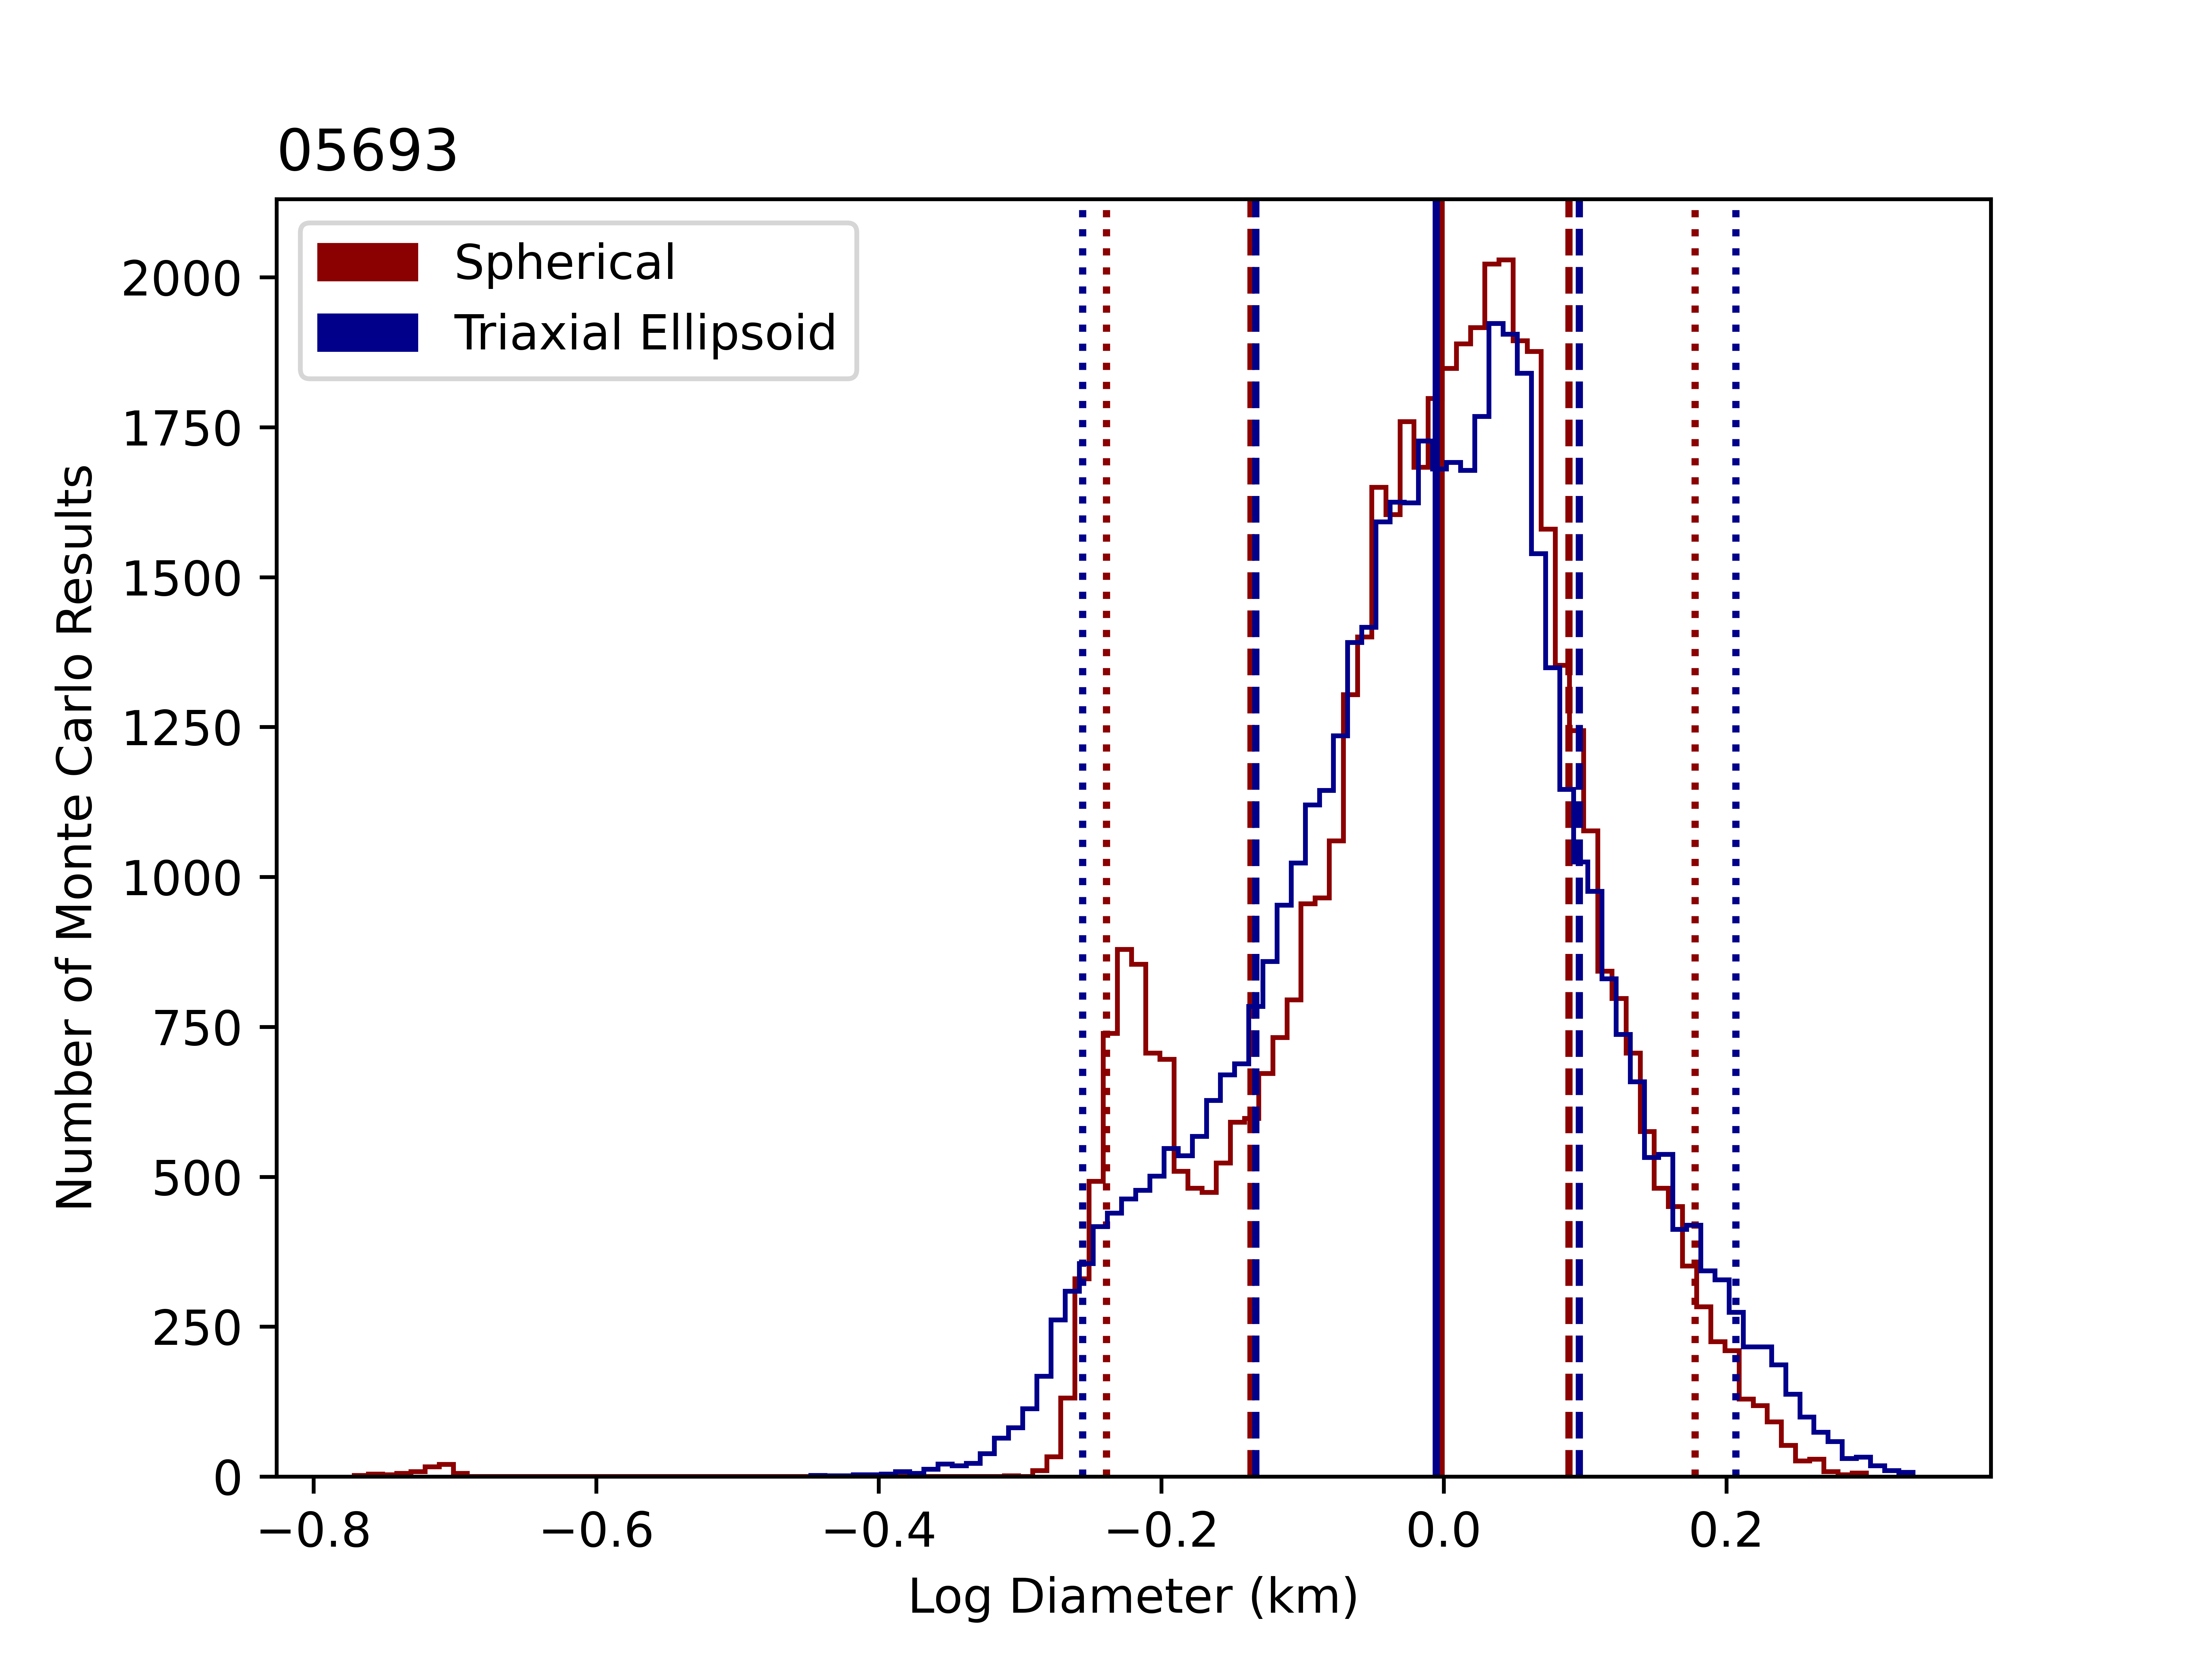 05693
Spherical
Triaxial Ellipsoid
2000
1750
1500
1250
1000
750
500
250
0
Number of Monte Carlo Results
−0.8 −0.6 −0.4 −0.2 0.0 0.2
Log Diameter (km)